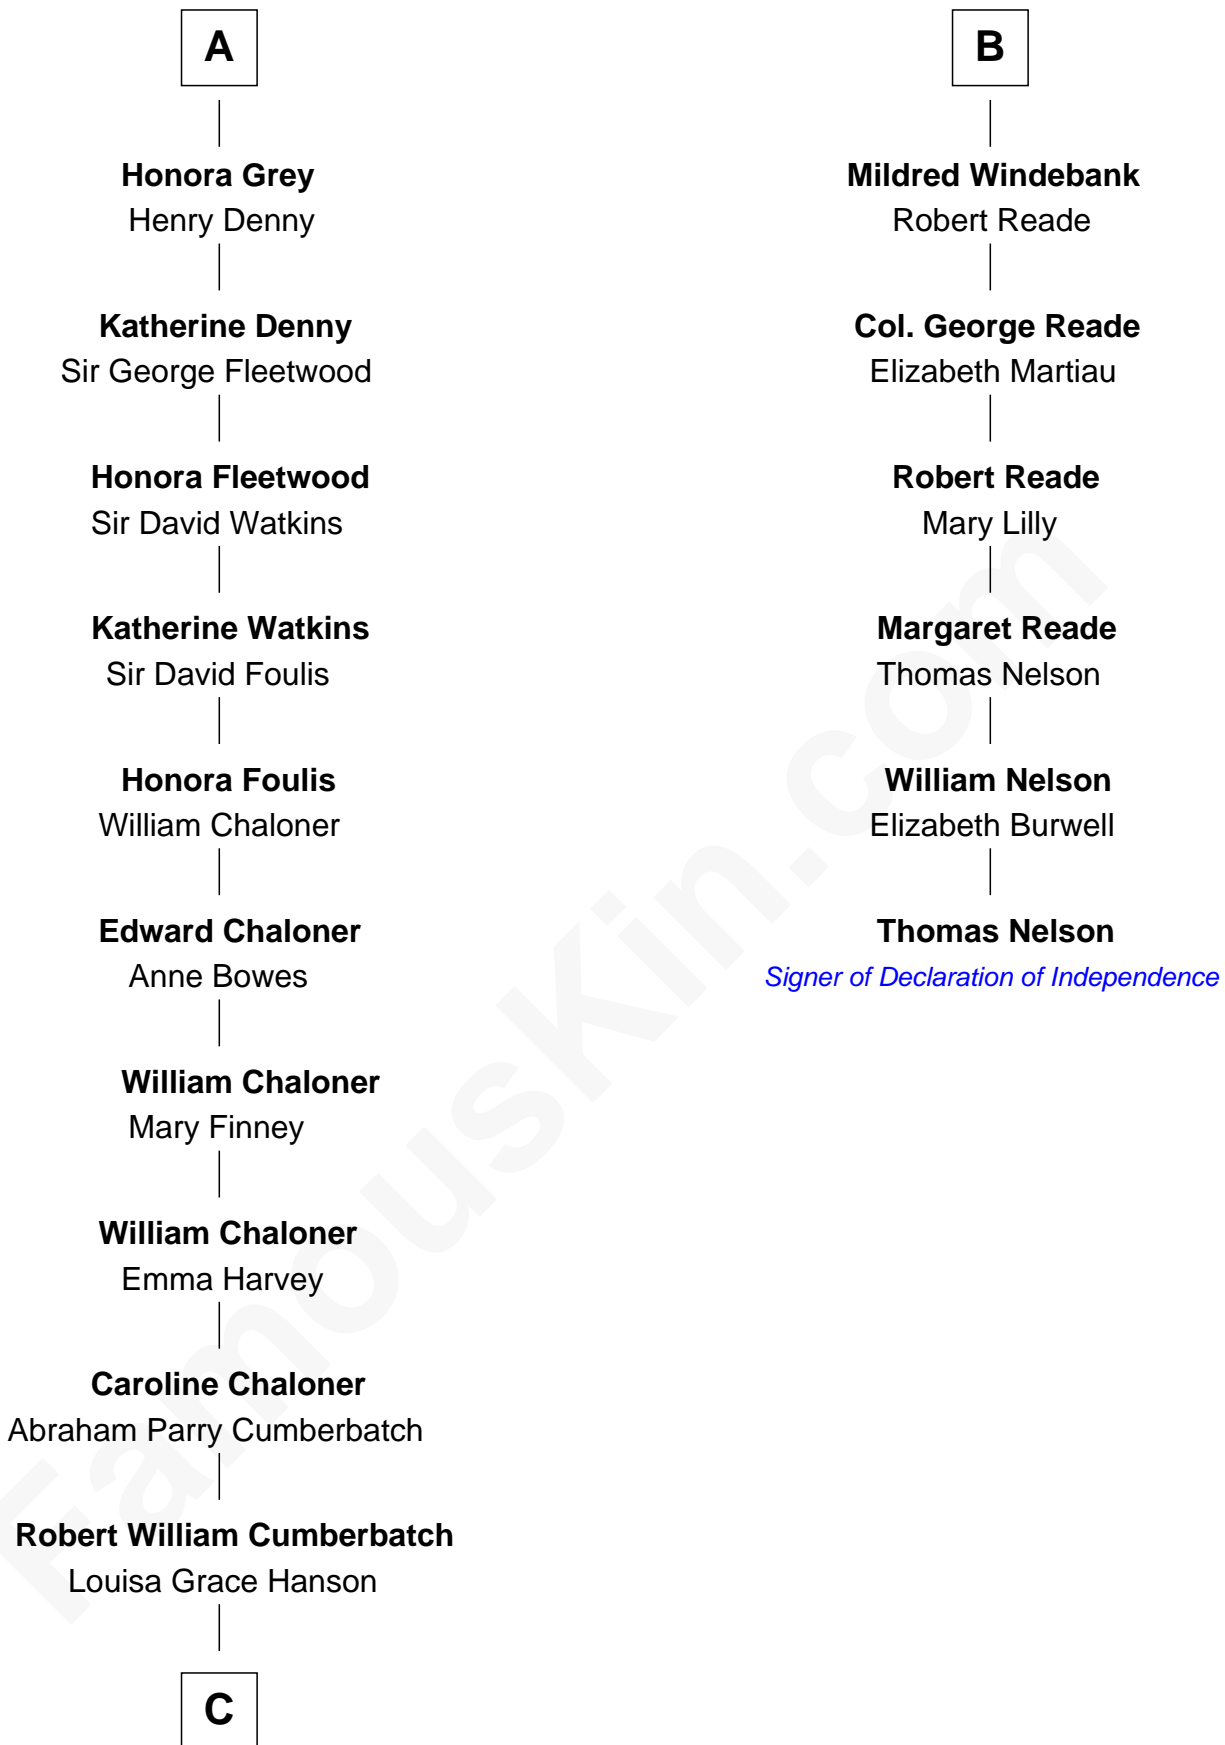 A
Honora Grey
Henry Denny
Katherine Denny
Sir George Fleetwood
Honora Fleetwood
Sir David Watkins
Katherine Watkins
Sir David Foulis
Honora Foulis
William Chaloner
Edward Chaloner
Anne Bowes
William Chaloner
Mary Finney
William Chaloner
Emma Harvey
Caroline Chaloner
Abraham Parry Cumberbatch
Robert William Cumberbatch
Louisa Grace Hanson
C
B
Mildred Windebank
Robert Reade
Col. George Reade
Elizabeth Martiau
Robert Reade
Mary Lilly
Margaret Reade
Thomas Nelson
William Nelson
Elizabeth Burwell
Thomas Nelson
Signer of Declaration of Independence
FamousKin.com